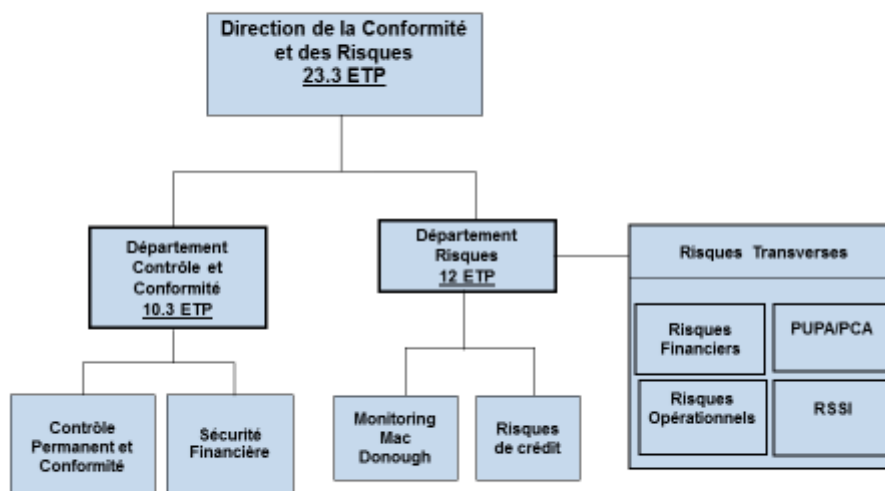 Direction de la Conformité
et des Risques
23.3 ETP
Département
Contrôle et
Conformité
10.3 ETP
Département
Risques
12 ETP
Risques Transverses
Risques
Financiers
PUPA/PCA
Risques
Opérationnels
RSSI
Contrôle
Permanent et
Conformité
Sécurité
Financière
Monitoring
Mac
Donough
Risques
de crédit